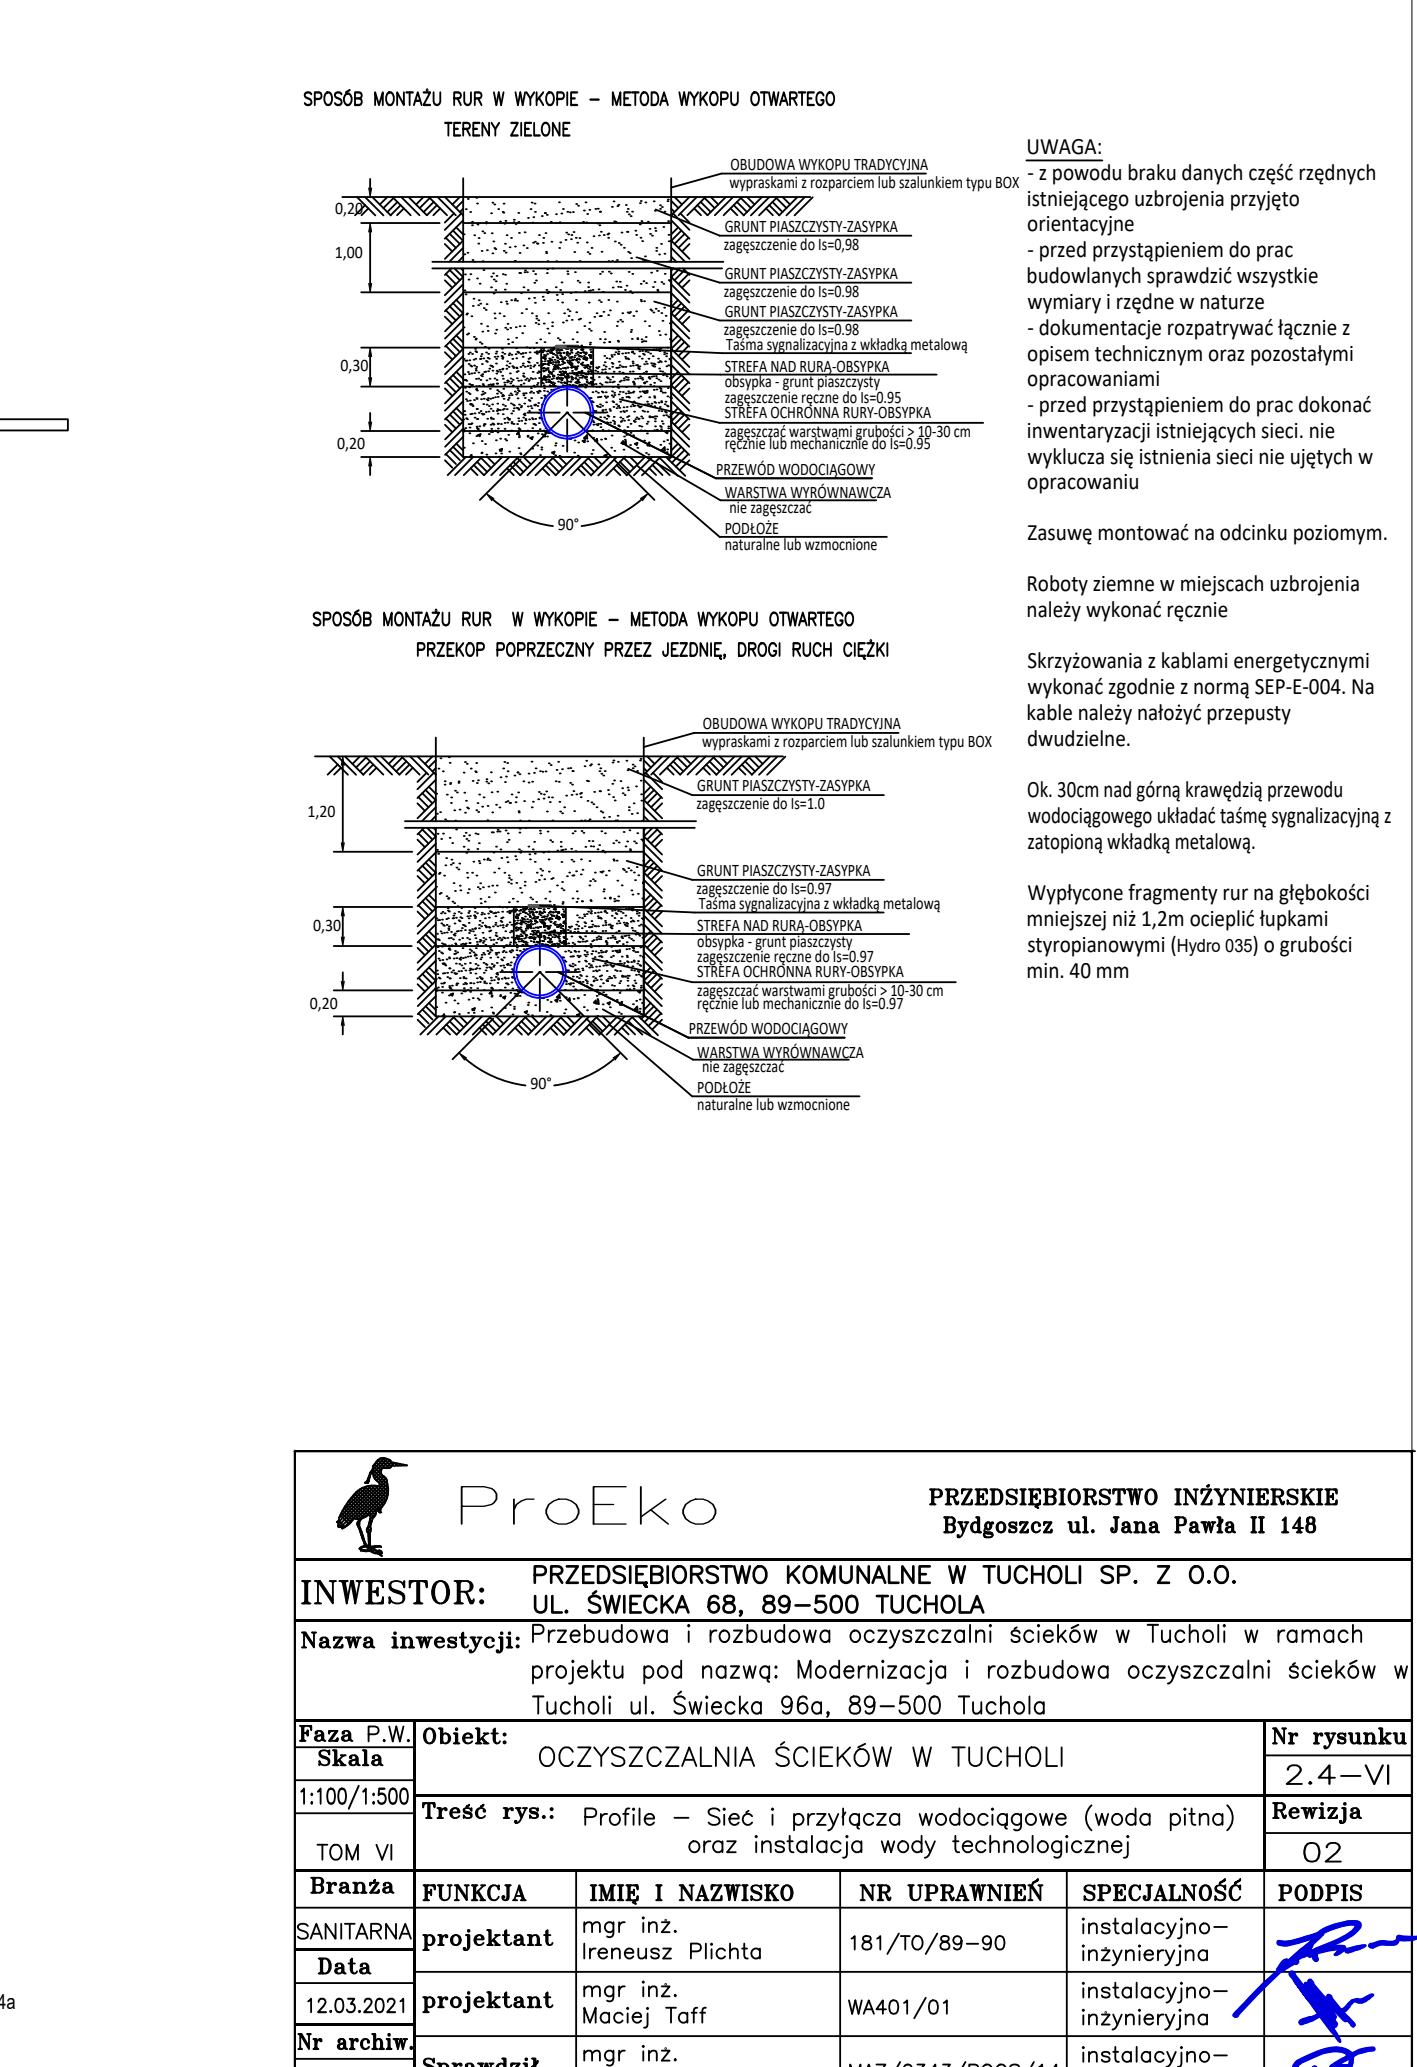 SPOSÓB MONTAŻU RUR W WYKOPIE – METODA WYKOPU OTWARTEGO
TERENY ZIELONE
OBUDOWA WYKOPU TRADYCYJNA
wypraskami z rozparciem lub szalunkiem typu BOX
0,20
GRUNT PIASZCZYSTY-ZASYPKA
zagęszczenie do Is=0,98
1,00
GRUNT PIASZCZYSTY-ZASYPKA
zagęszczenie do Is=0.98
GRUNT PIASZCZYSTY-ZASYPKA
zagęszczenie do Is=0.98
Taśma sygnalizacyjna z wkładką metalową
0,30
STREFA NAD RURĄ-OBSYPKA
obsypka - grunt piaszczysty
zagęszczenie ręczne do Is=0.95
STREFA OCHRONNA RURY-OBSYPKA
zagęszczać warstwami grubości > 10-30 cm
ręcznie lub mechanicznie do Is=0.95
0,20
PRZEWÓD WODOCIĄGOWY
WARSTWA WYRÓWNAWCZA
nie zagęszczać
90°
PODŁOŻE
naturalne lub wzmocnione
SPOSÓB MONTAŻU RUR W WYKOPIE – METODA WYKOPU OTWARTEGO
PRZEKOP POPRZECZNY PRZEZ JEZDNIĘ, DROGI RUCH CIĘŻKI
OBUDOWA WYKOPU TRADYCYJNA
wypraskami z rozparciem lub szalunkiem typu BOX
GRUNT PIASZCZYSTY-ZASYPKA
zagęszczenie do Is=1.0
1,20
GRUNT PIASZCZYSTY-ZASYPKA
zagęszczenie do Is=0.97
Taśma sygnalizacyjna z wkładką metalową
0,30
STREFA NAD RURĄ-OBSYPKA
obsypka - grunt piaszczysty
zagęszczenie ręczne do Is=0.97
STREFA OCHRONNA RURY-OBSYPKA
zagęszczać warstwami grubości > 10-30 cm
ręcznie lub mechanicznie do Is=0.97
0,20
PRZEWÓD WODOCIĄGOWY
WARSTWA WYRÓWNAWCZA
nie zagęszczać
90°
PODŁOŻE
naturalne lub wzmocnione
UWAGA:
- z powodu braku danych część rzędnych
istniejącego uzbrojenia przyjęto
orientacyjne
- przed przystąpieniem do prac
budowlanych sprawdzić wszystkie
wymiary i rzędne w naturze
- dokumentacje rozpatrywać łącznie z
opisem technicznym oraz pozostałymi
opracowaniami
- przed przystąpieniem do prac dokonać
inwentaryzacji istniejących sieci. nie
wyklucza się istnienia sieci nie ujętych w
opracowaniu
Zasuwę montować na odcinku poziomym.
Roboty ziemne w miejscach uzbrojenia
należy wykonać ręcznie
Skrzyżowania z kablami energetycznymi
wykonać zgodnie z normą SEP-E-004. Na
kable należy nałożyć przepusty
dwudzielne.
Ok. 30cm nad górną krawędzią przewodu
wodociągowego układać taśmę sygnalizacyjną z
zatopioną wkładką metalową.
Wypłycone fragmenty rur na głębokości
mniejszej niż 1,2m ocieplić łupkami
styropianowymi (Hydro 035) o grubości
min. 40 mm
ProEko
PRZEDSIĘBIORSTWO INŻYNIERSKIE
Bydgoszcz ul. Jana Pawła II 148
INWESTOR:
PRZEDSIĘBIORSTWO KOMUNALNE W TUCHOLI SP. Z O.O.
UL. ŚWIECKA 68, 89–500 TUCHOLA
Nazwa inwestycji: Przebudowa i rozbudowa oczyszczalni ścieków w Tucholi w ramach
projektu pod nazwą: Modernizacja i rozbudowa oczyszczalni ścieków w
Tucholi ul. Świecka 96a, 89–500 Tuchola
Faza P.W.
Skala
1:100/1:500
TOM VI
Obiekt:
OCZYSZCZALNIA ŚCIEKÓW W TUCHOLI
Nr rysunku
2.4–VI
Treść rys.: Profile – Sieć i przyłącza wodociągowe (woda pitna)
oraz instalacja wody technologicznej
Rewizja
02
Branża FUNKCJA IMIĘ I NAZWISKO NR UPRAWNIEŃ SPECJALNOŚĆ PODPIS
SANITARNA
projektant mgr inż.
Ireneusz Plichta 181/TO/89–90 instalacyjno–
inżynieryjna
Data
12.03.2021
projektant mgr inż.
Maciej Taff WA401/01 instalacyjno–
inżynieryjna
Nr archiw.
Sprawdził mgr inż.
instalacyjno–
4a